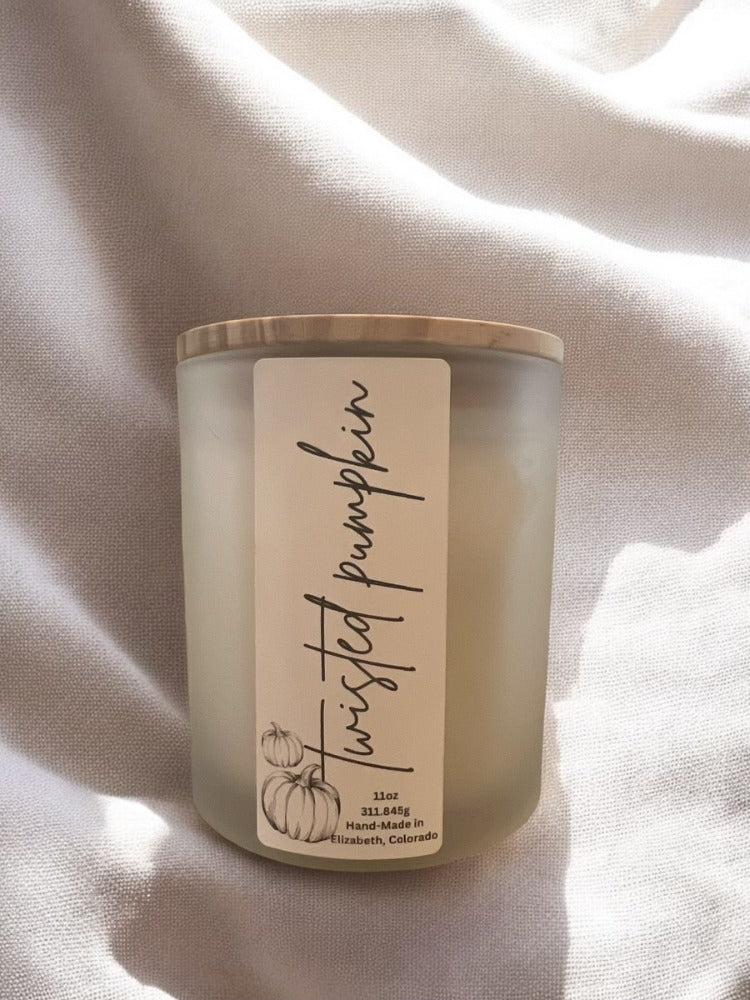 twisted pumpkin
11oz
311.845g
Hand-Made in
Elizabeth, Colorado